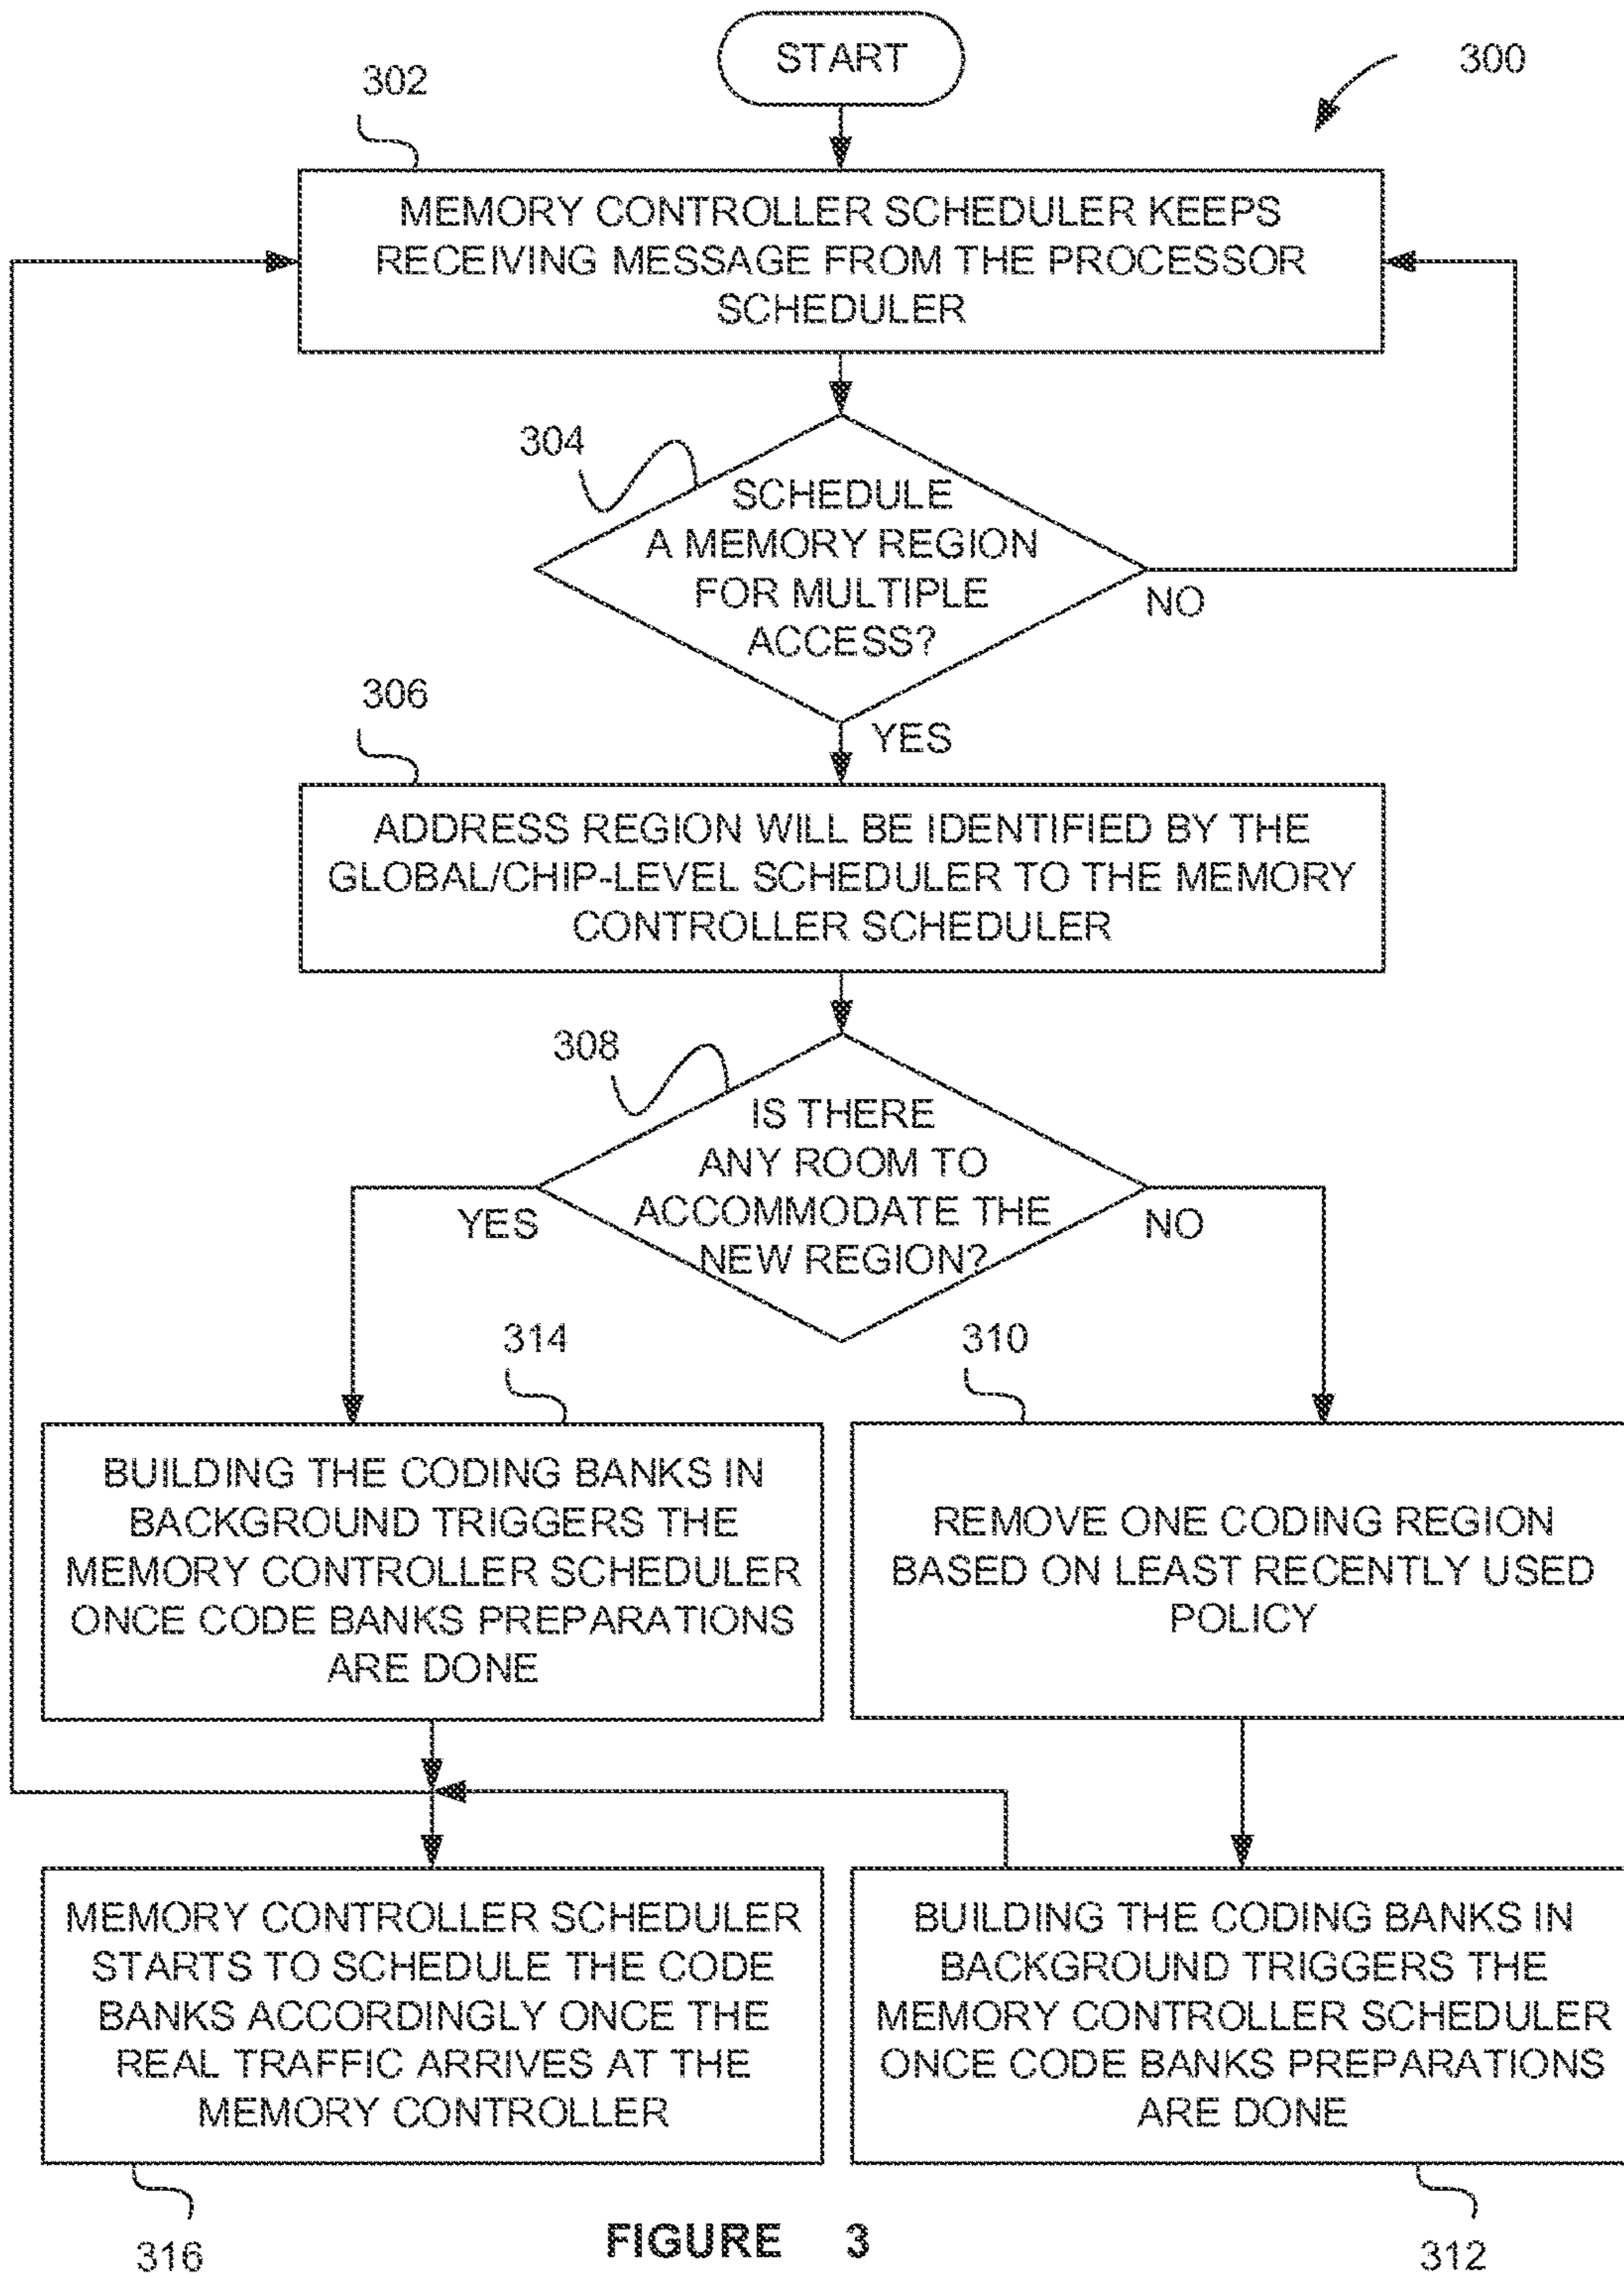 START
300
302
MEMORY CONTROLLER SCHEDULER KEEPS
RECEIVING MESSAGE FROM THE PROCESSOR
SCHEDULER
304
SCHEDULE
A MEMORY REGION
FOR MULTIPLE
ACCESS?
NO
YES
306
ADDRESS REGION WILL BE IDENTIFIED BY THE
GLOBAL/CHIP-LEVEL SCHEDULER TO THE MEMORY
CONTROLLER SCHEDULER
308
IS THERE
ANY ROOM TO
ACCOMMODATE THE
NEW REGION?
YES
NO
314
BUILDING THE CODING BANKS IN
BACKGROUND TRIGGERS THE
MEMORY CONTROLLER SCHEDULER
ONCE CODE BANKS PREPARATIONS
ARE DONE
310
REMOVE ONE CODING REGION
BASED ON LEAST RECENTLY USED
POLICY
MEMORY CONTROLLER SCHEDULER
STARTS TO SCHEDULE THE CODE
BANKS ACCORDINGLY ONCE THE
REAL TRAFFIC ARRIVES AT THE
MEMORY CONTROLLER
316
BUILDING THE CODING BANKS IN
BACKGROUND TRIGGERS THE
MEMORY CONTROLLER SCHEDULER
ONCE CODE BANKS PREPARATIONS
ARE DONE
312
FIGURE 3